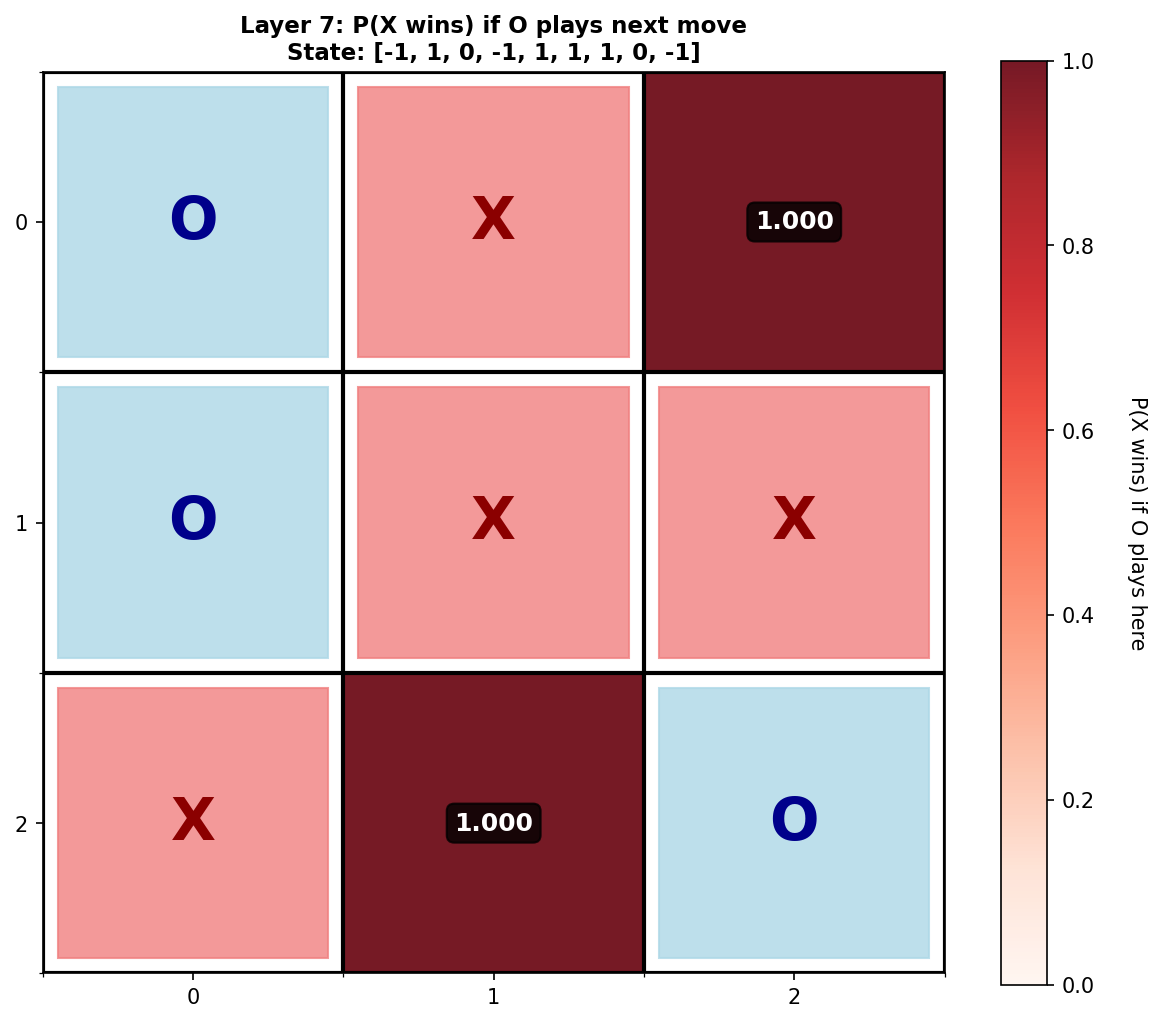 Layer 7: P(X wins) if O plays next move
State: [-1, 1, 0, -1, 1, 1, 1, 0, -1]
O X 1.000
O X X
X 1.000 O
0
1
2
0 1 2
1.0
0.8
0.6
0.4
0.2
0.0
P(X wins) if O plays here